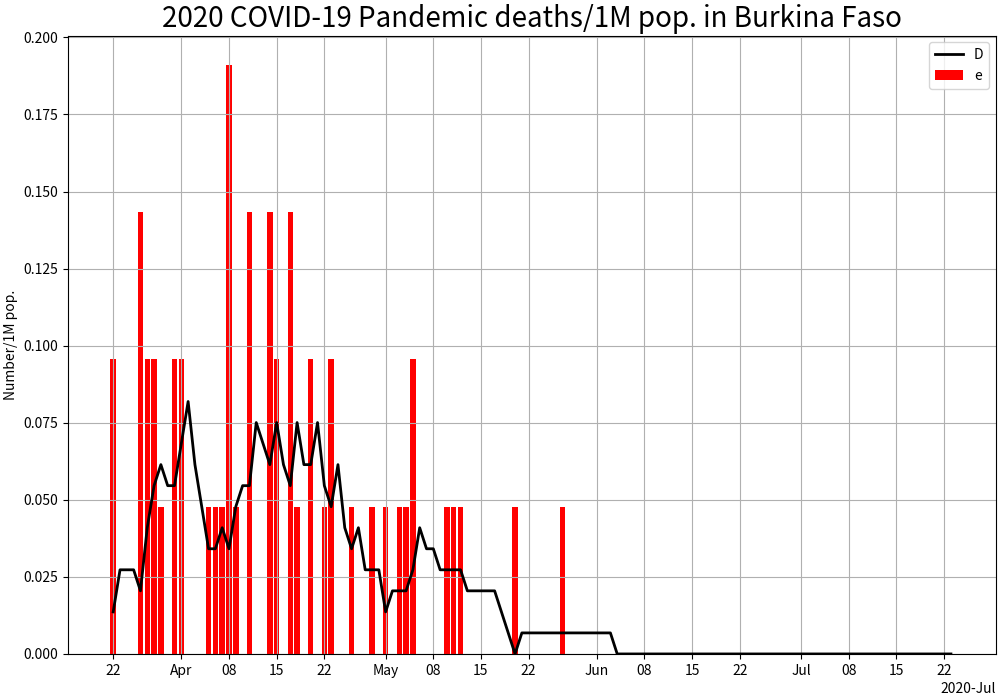 2020 COVID-19 Pandemic deaths/1M pop. in Burkina Faso
D
e
Number/1M pop.
0.200
0.175
0.150
0.125
0.100
0.075
0.050
0.025
0.000
22 Apr 08 15 22 May 08 15 22 Jun 08 15 22 Jul 08 15 22
2020-Jul